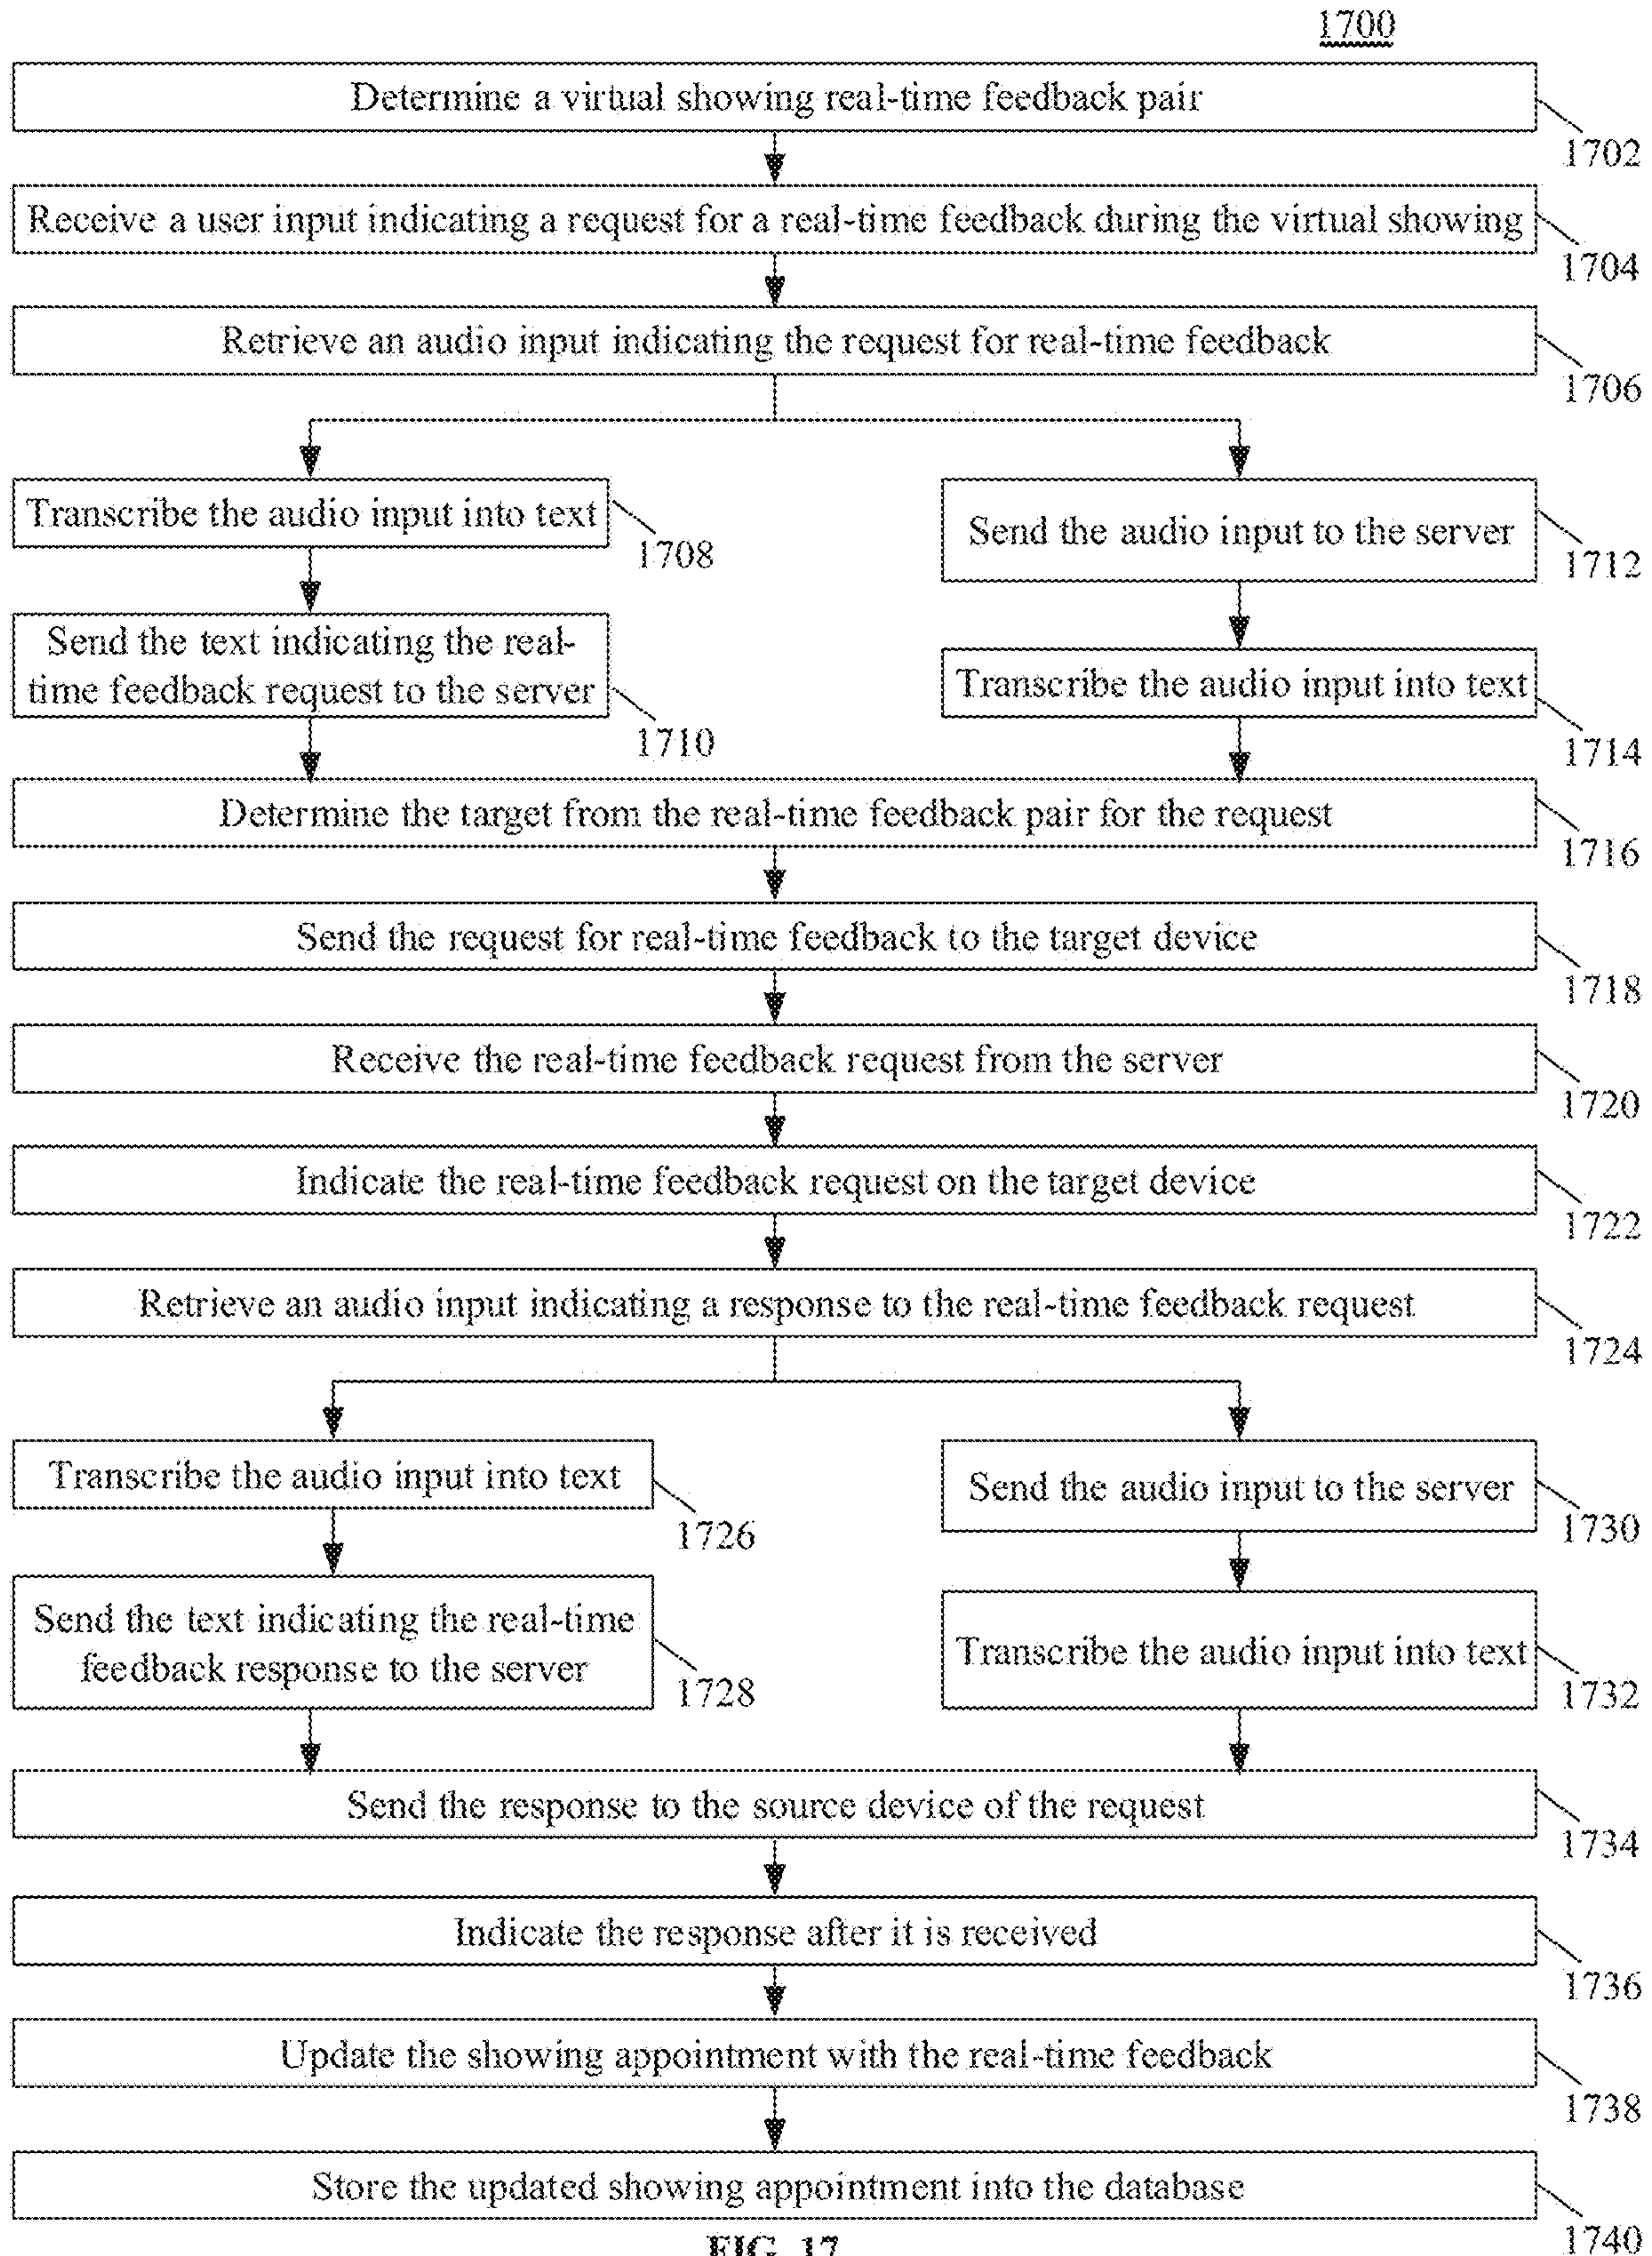 1700
Determine a virtual showing real-time feedback pair
1702
Receive a user input indicating a request for a real-time feedback during the virtual showing
1704
Retrieve an audio input indicating the request for real-time feedback
1706
Transcribe the audio input into text
1708
Send the audio input to the server
1712
Send the text indicating the real-
time feedback request to the server
1710
Transcribe the audio input into text
1714
Determine the target from the real-time feedback pair for the request
1716
Send the request for real-time feedback to the target device
1718
Receive the real-time feedback request from the server
1720
Indicate the real-time feedback request on the target device
1722
Retrieve an audio input indicating a response to the real-time feedback request
1724
Transcribe the audio input into text
1726
Send the audio input to the server
1730
Send the text indicating the real-time
feedback response to the server
1728
Transcribe the audio input into text
1732
Send the response to the source device of the request
1734
Indicate the response after it is received
1736
Update the showing appointment with the real-time feedback
1738
Store the updated showing appointment into the database
1740
FIG. 17